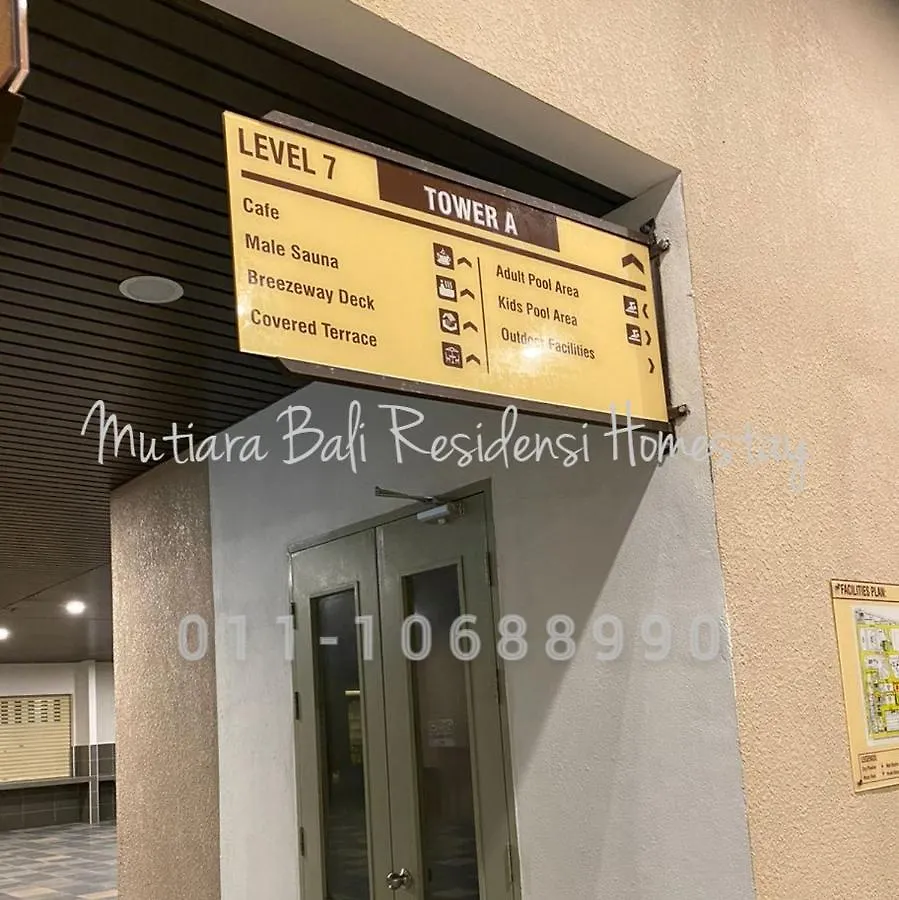 LEVEL 7
TOWER A
Cafe
Male Sauna
Breezeway Deck
Covered Terrace
Adult Pool Area
Kids Pool Area
Outdoor Facilities
Mutiara Bali Residensi Homestay
011-10688990
FACILITIES PLAN:
LEGENDS: